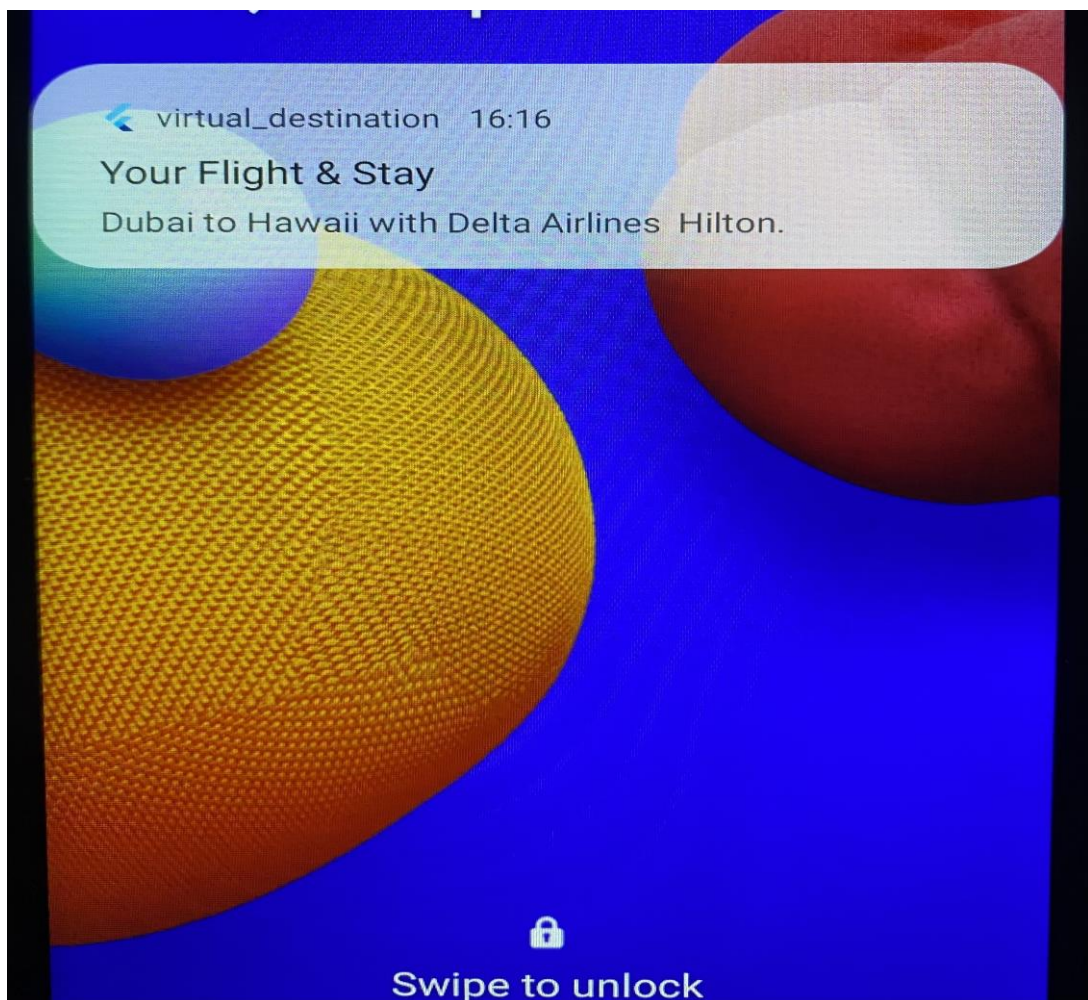 virtual_destination 16:16
Your Flight & Stay
Dubai to Hawaii with Delta Airlines Hilton.
Swipe to unlock